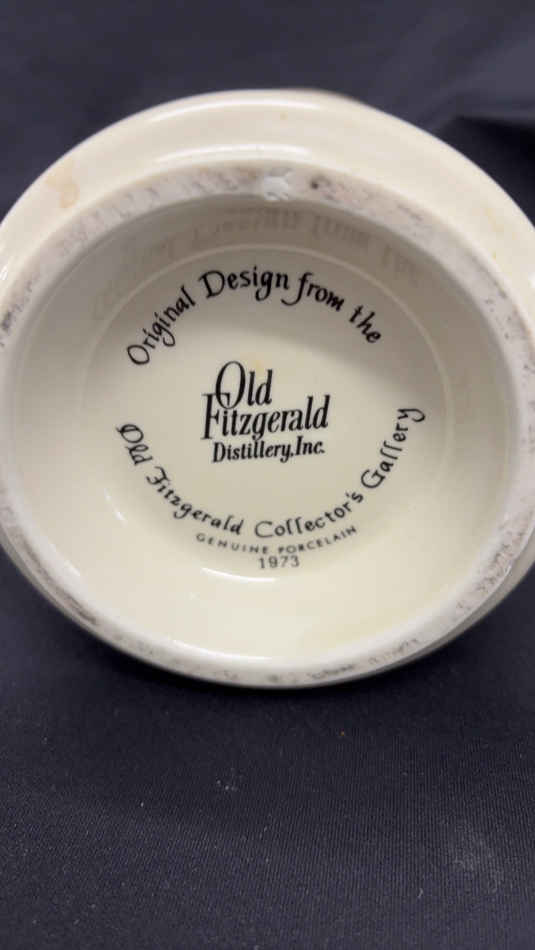 Original Design from the
Old
Fitzgerald
Distillery, Inc.
Old Fitzgerald Collector's Gallery
GENUINE PORCELAIN
1973